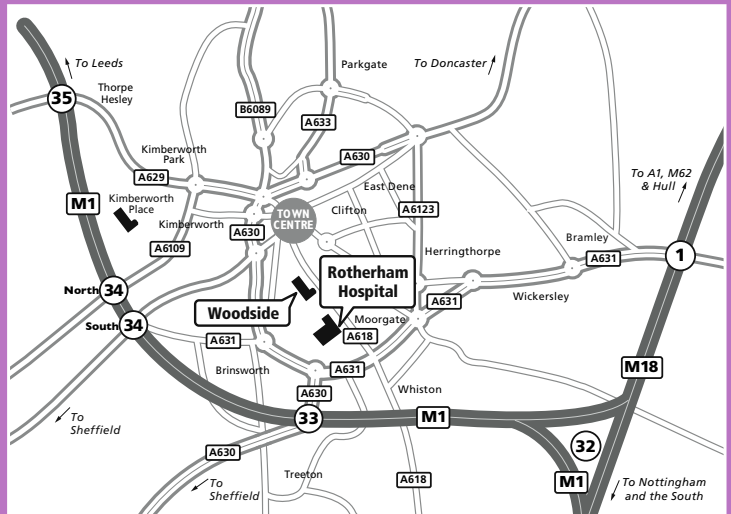 To Leeds
Parkgate
To Doncaster
35
Thorpe
Hesley
B6089
A633
Kimberworth
Park
A630
A629
To A1, M62
& Hull
East Dene
M1
Kimberworth
Place
TOWN
CENTRE
Clifton
A6123
Kimberworth
A630
Bramley
A6109
Herringthorpe
A631
1
Rotherham
Hospital
North
34
A631
Wickersley
Woodside
Moorgate
South
34
A618
A631
A631
M18
Brinsworth
A630
Whiston
33
M1
To
Sheffield
32
A630
Treeton
A618
M1
To
Sheffield
To Nottingham
and the South